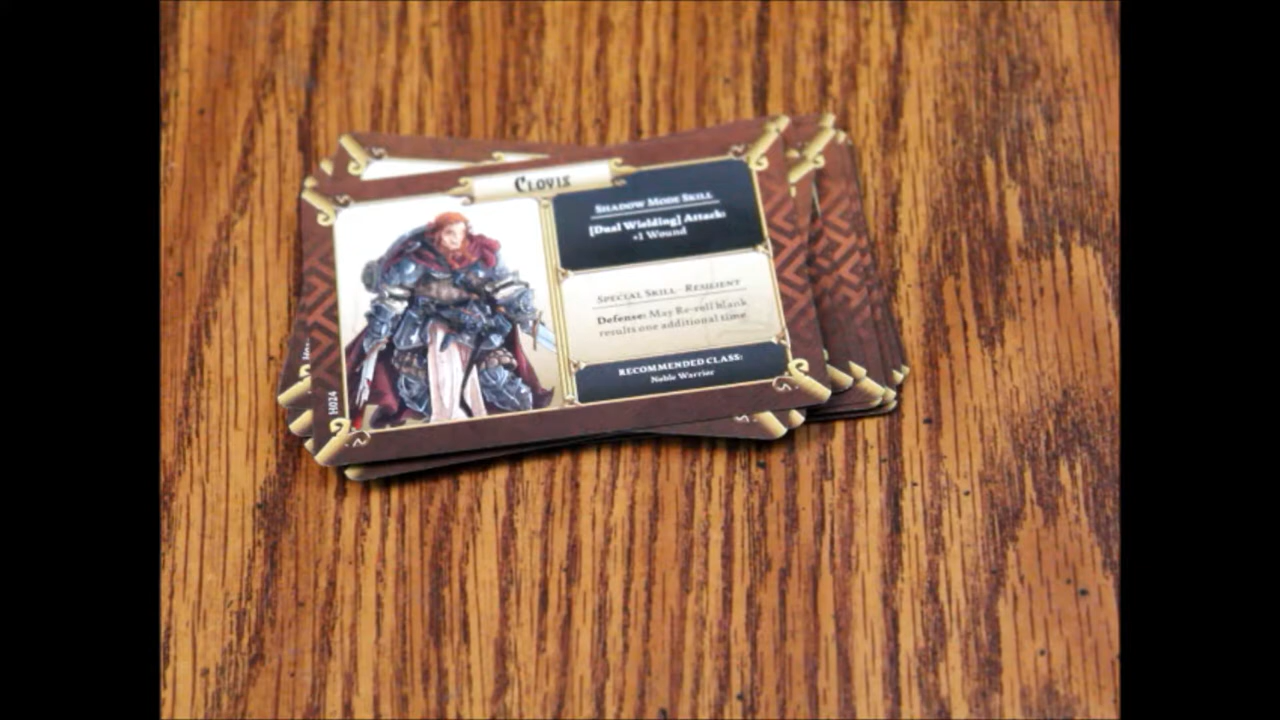 Clovis
Shadow Mode Skill
[Dual Wielding] Attack:
+1 Wound
Special Skill - Resilient
Defense: May Re-roll blank
results one additional time
Recommended Class:
Noble Warrior
H024